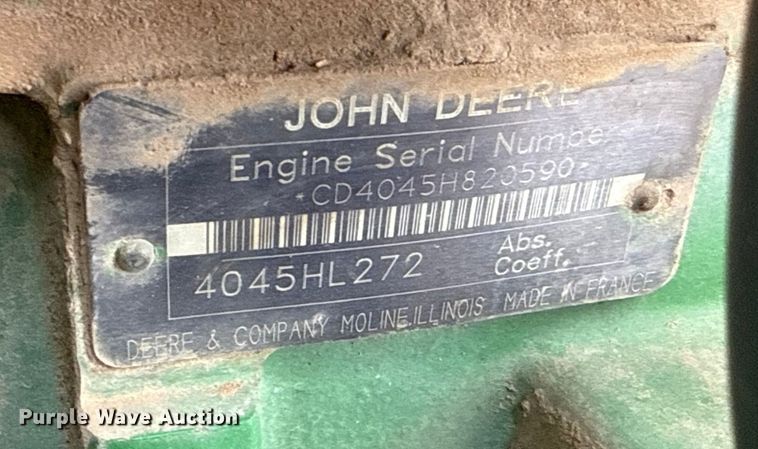 JOHN DEERE
Engine Serial Number
*CD4045H820590*
4045HL272
Abs.
Coeff.
DEERE & COMPANY MOLINE,ILLINOIS MADE IN FRANCE
Purple Wave Auction